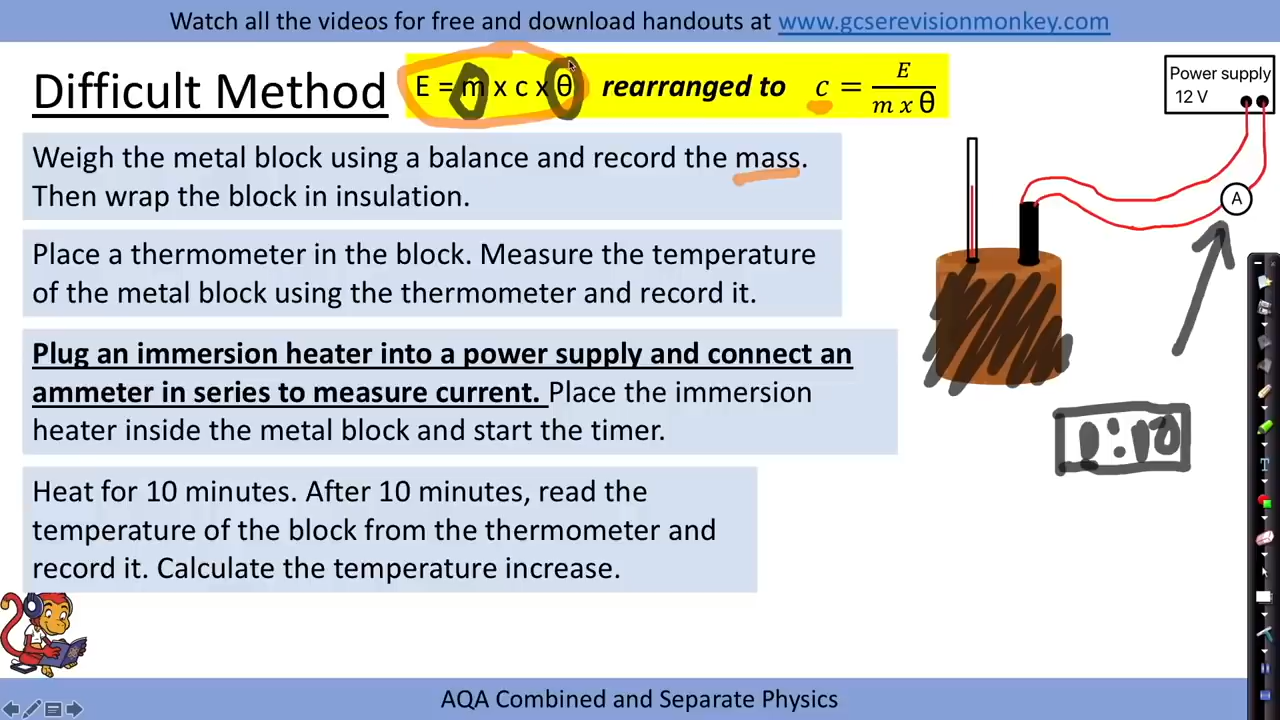 Watch all the videos for free and download handouts at www.gcserevisionmonkey.com
Difficult Method
E = m x c x θ rearranged to c = E / m x θ
Power supply
12 V
Weigh the metal block using a balance and record the mass.
Then wrap the block in insulation.
A
Place a thermometer in the block. Measure the temperature
of the metal block using the thermometer and record it.
Plug an immersion heater into a power supply and connect an
ammeter in series to measure current. Place the immersion
heater inside the metal block and start the timer.
Heat for 10 minutes. After 10 minutes, read the
temperature of the block from the thermometer and
record it. Calculate the temperature increase.
AQA Combined and Separate Physics